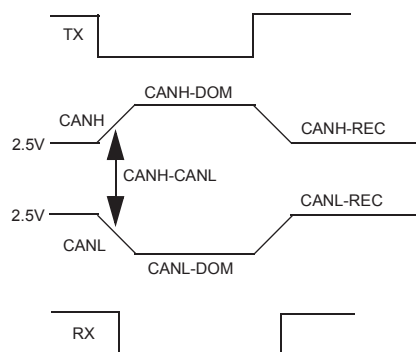 TX
CANH-DOM
CANH
CANH-REC
2.5V
CANH-CANL
2.5V
CANL-REC
CANL
CANL-DOM
RX